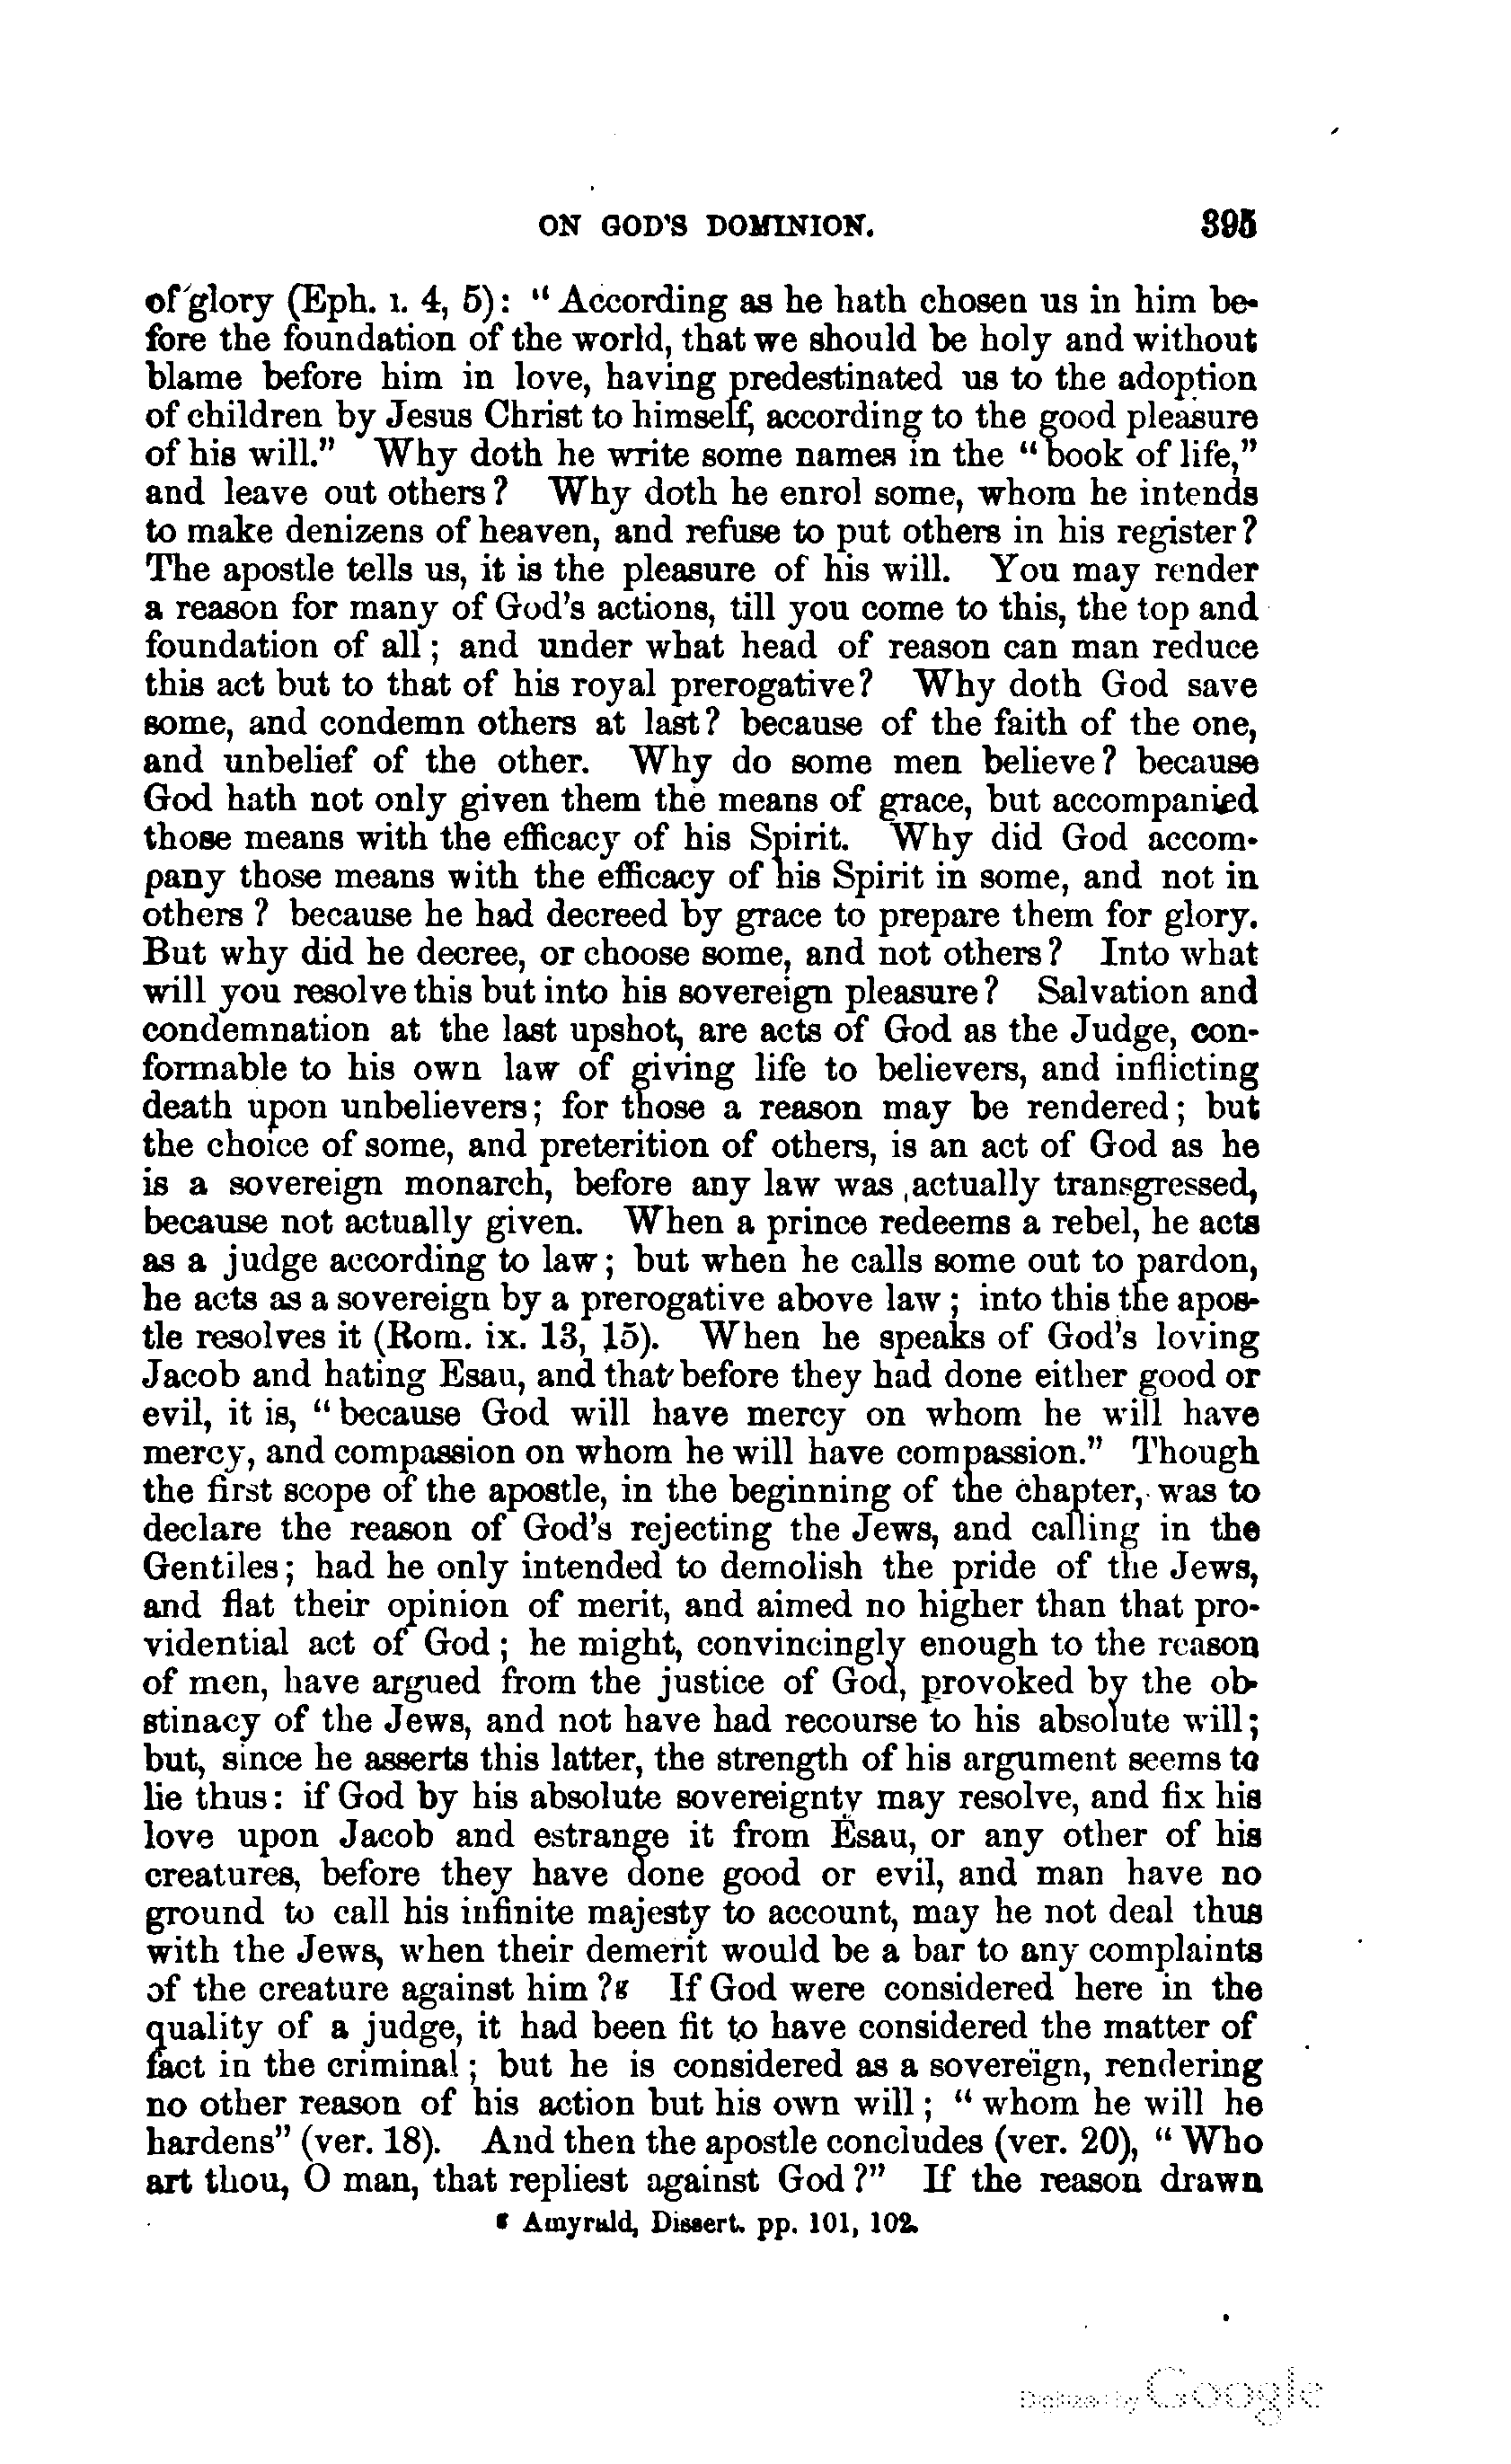 ON GOD'S DOMINION. 395
of glory (Eph. i. 4, 5): "According as he hath chosen us in him be-
fore the foundation of the world, that we should be holy and without
blame before him in love, having predestinated us to the adoption
of children by Jesus Christ to himself, according to the good pleasure
of his will." Why doth he write some names in the "book of life,"
and leave out others? Why doth he enrol some, whom he intends
to make denizens of heaven, and refuse to put others in his register?
The apostle tells us, it is the pleasure of his will. You may render
a reason for many of God's actions, till you come to this, the top and
foundation of all; and under what head of reason can man reduce
this act but to that of his royal prerogative? Why doth God save
some, and condemn others at last? because of the faith of the one,
and unbelief of the other. Why do some men believe? because
God hath not only given them the means of grace, but accompanied
those means with the efficacy of his Spirit. Why did God accom-
pany those means with the efficacy of his Spirit in some, and not in
others? because he had decreed by grace to prepare them for glory.
But why did he decree, or choose some, and not others? Into what
will you resolve this but into his sovereign pleasure? Salvation and
condemnation at the last upshot, are acts of God as the Judge, con-
formable to his own law of giving life to believers, and inflicting
death upon unbelievers; for those a reason may be rendered; but
the choice of some, and preterition of others, is an act of God as he
is a sovereign monarch, before any law was actually transgressed,
because not actually given. When a prince redeems a rebel, he acts
as a judge according to law; but when he calls some out to pardon,
he acts as a sovereign by a prerogative above law; into this the apos-
tle resolves it (Rom. ix. 13, 15). When he speaks of God's loving
Jacob and hating Esau, and that before they had done either good or
evil, it is, "because God will have mercy on whom he will have
mercy, and compassion on whom he will have compassion." Though
the first scope of the apostle, in the beginning of the chapter, was to
declare the reason of God's rejecting the Jews, and calling in the
Gentiles; had he only intended to demolish the pride of the Jews,
and flat their opinion of merit, and aimed no higher than that pro-
vidential act of God; he might, convincingly enough to the reason
of men, have argued from the justice of God, provoked by the ob-
stinacy of the Jews, and not have had recourse to his absolute will;
but, since he asserts this latter, the strength of his argument seems to
lie thus: if God by his absolute sovereignty may resolve, and fix his
love upon Jacob and estrange it from Esau, or any other of his
creatures, before they have done good or evil, and man have no
ground to call his infinite majesty to account, may he not deal thus
with the Jews, when their demerit would be a bar to any complaints
of the creature against him?g If God were considered here in the
quality of a judge, it had been fit to have considered the matter of
fact in the criminal; but he is considered as a sovereign, rendering
no other reason of his action but his own will; "whom he will he
hardens" (ver. 18). And then the apostle concludes (ver. 20), "Who
art thou, O man, that repliest against God?" If the reason drawn
g Amyrald, Dissert. pp. 101, 102.
Digitized by Google